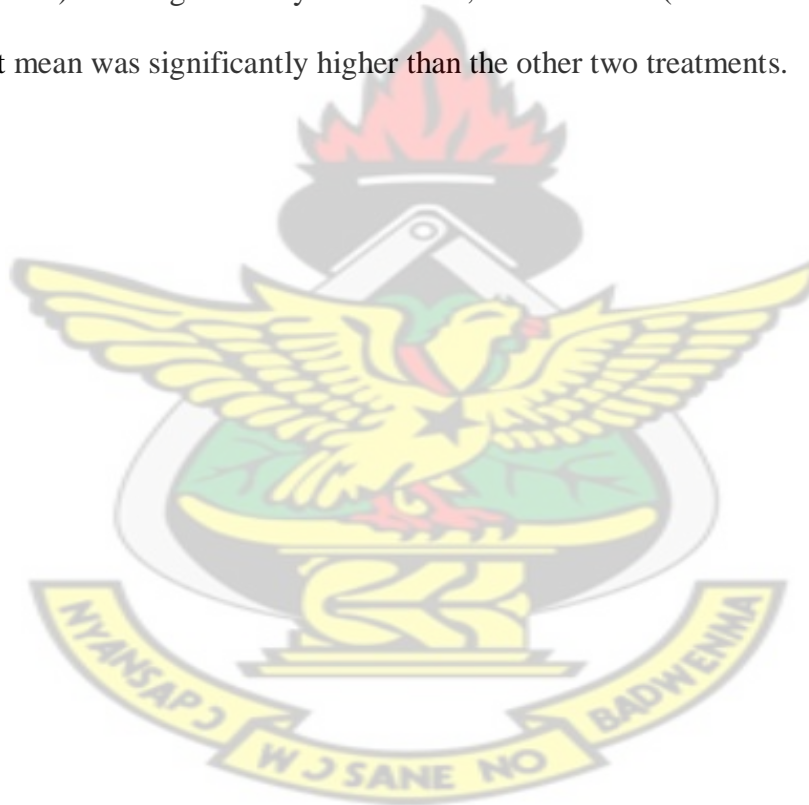 t mean was significantly higher than the other two treatments.
NYANSAPƆ
WƆSANE NO
BADWENMA